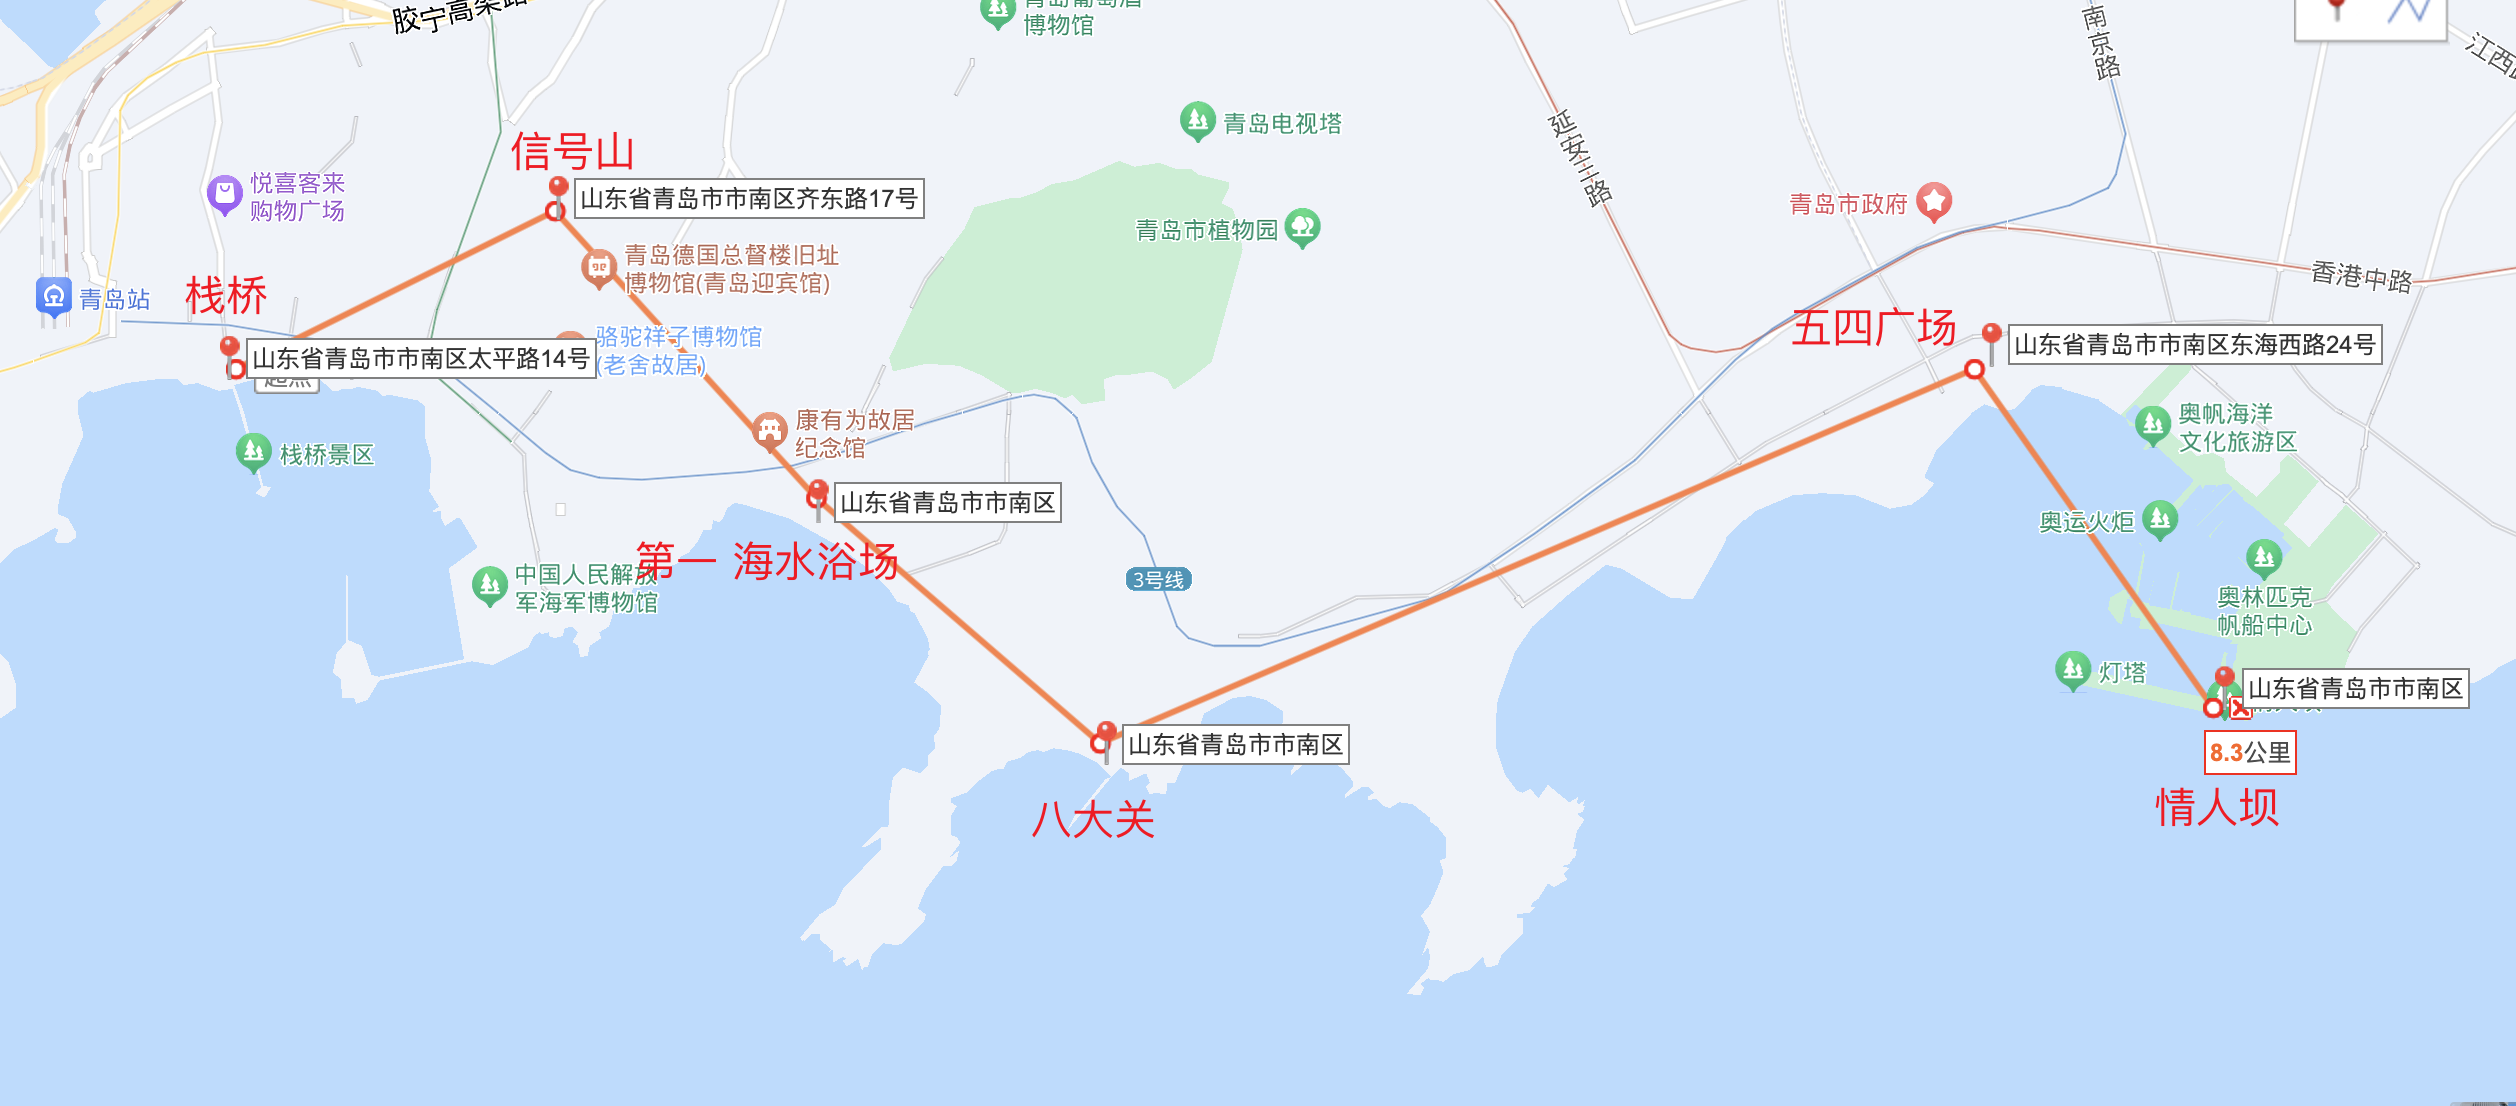 胶宁高架路
博物馆
南京路
江西
青岛电视塔
延安三路
信号山
山东省青岛市市南区齐东路17号
悦喜客来
购物广场
青岛市植物园
青岛市政府
青岛德国总督楼旧址
博物馆(青岛迎宾馆)
香港中路
青岛站
栈桥
骆驼祥子博物馆
(老舍故居)
五四广场
山东省青岛市市南区东海西路24号
山东省青岛市市南区太平路14号
起点
康有为故居
纪念馆
奥帆海洋
文化旅游区
栈桥景区
山东省青岛市市南区
奥运火炬
第一 海水浴场
中国人民解放
军海军博物馆
3号线
奥林匹克
帆船中心
灯塔
山东省青岛市市南区
山东省青岛市市南区
8.3公里
八大关
情人坝